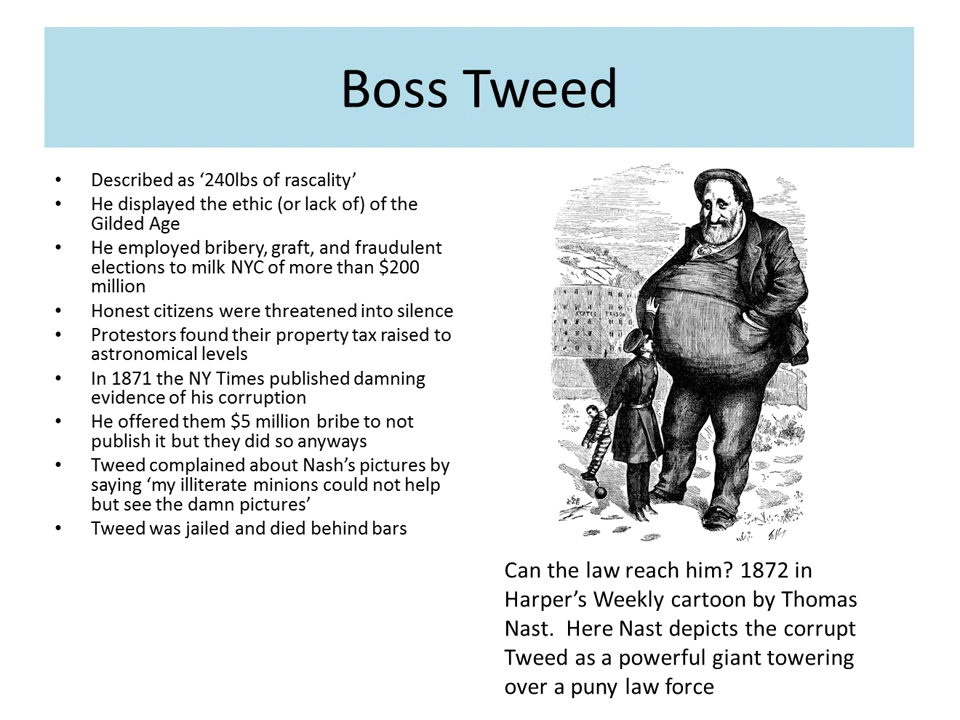 Boss Tweed
• Described as ‘240lbs of rascality’
• He displayed the ethic (or lack of) of the
Gilded Age
• He employed bribery, graft, and fraudulent
elections to milk NYC of more than $200
million
• Honest citizens were threatened into silence
• Protestors found their property tax raised to
astronomical levels
• In 1871 the NY Times published damning
evidence of his corruption
• He offered them $5 million bribe to not
publish it but they did so anyways
• Tweed complained about Nash’s pictures by
saying ‘my illiterate minions could not help
but see the damn pictures’
• Tweed was jailed and died behind bars
STATES PRISON
Can the law reach him? 1872 in
Harper’s Weekly cartoon by Thomas
Nast.  Here Nast depicts the corrupt
Tweed as a powerful giant towering
over a puny law force